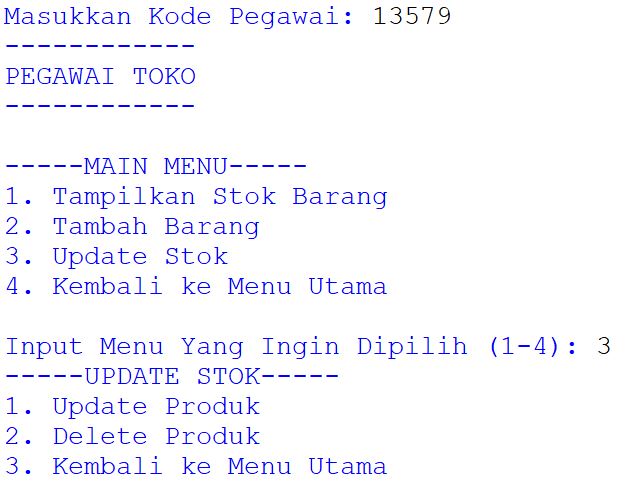 Masukkan Kode Pegawai: 13579
------------
PEGAWAI TOKO
------------
-----MAIN MENU-----
1. Tampilkan Stok Barang
2. Tambah Barang
3. Update Stok
4. Kembali ke Menu Utama
Input Menu Yang Ingin Dipilih (1-4): 3
-----UPDATE STOK-----
1. Update Produk
2. Delete Produk
3. Kembali ke Menu Utama